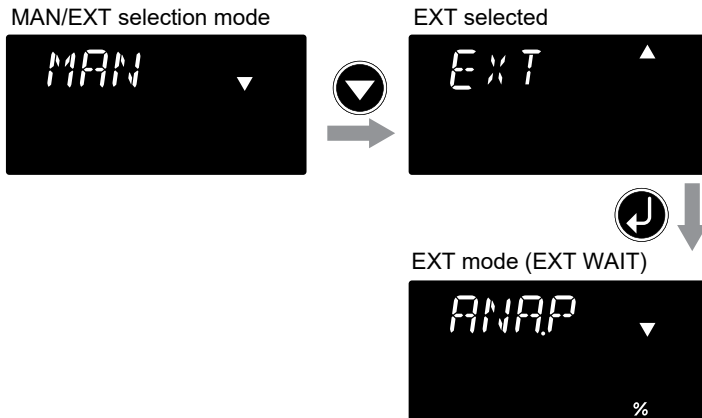 MAN/EXT selection mode
MAN
EXT selected
EXT
EXT mode (EXT WAIT)
ANA.P
%